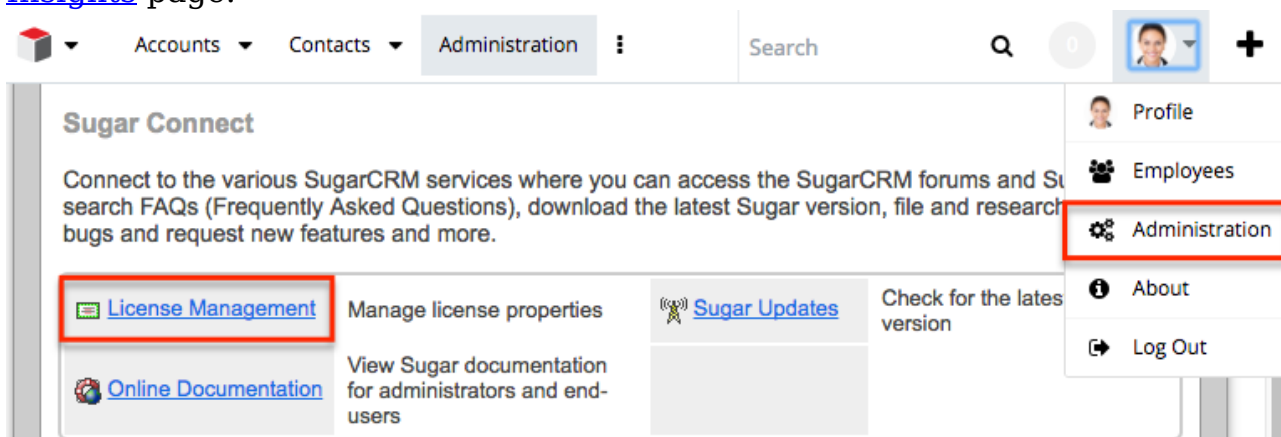 Insights page.
Accounts Contacts Administration Search 0
Profile
Employees
Administration
About
Log Out
Sugar Connect
Connect to the various SugarCRM services where you can access the SugarCRM forums and Su
search FAQs (Frequently Asked Questions), download the latest Sugar version, file and research
bugs and request new features and more.
License Management
Manage license properties
Sugar Updates
Check for the lates
version
Online Documentation
View Sugar documentation
for administrators and end-
users